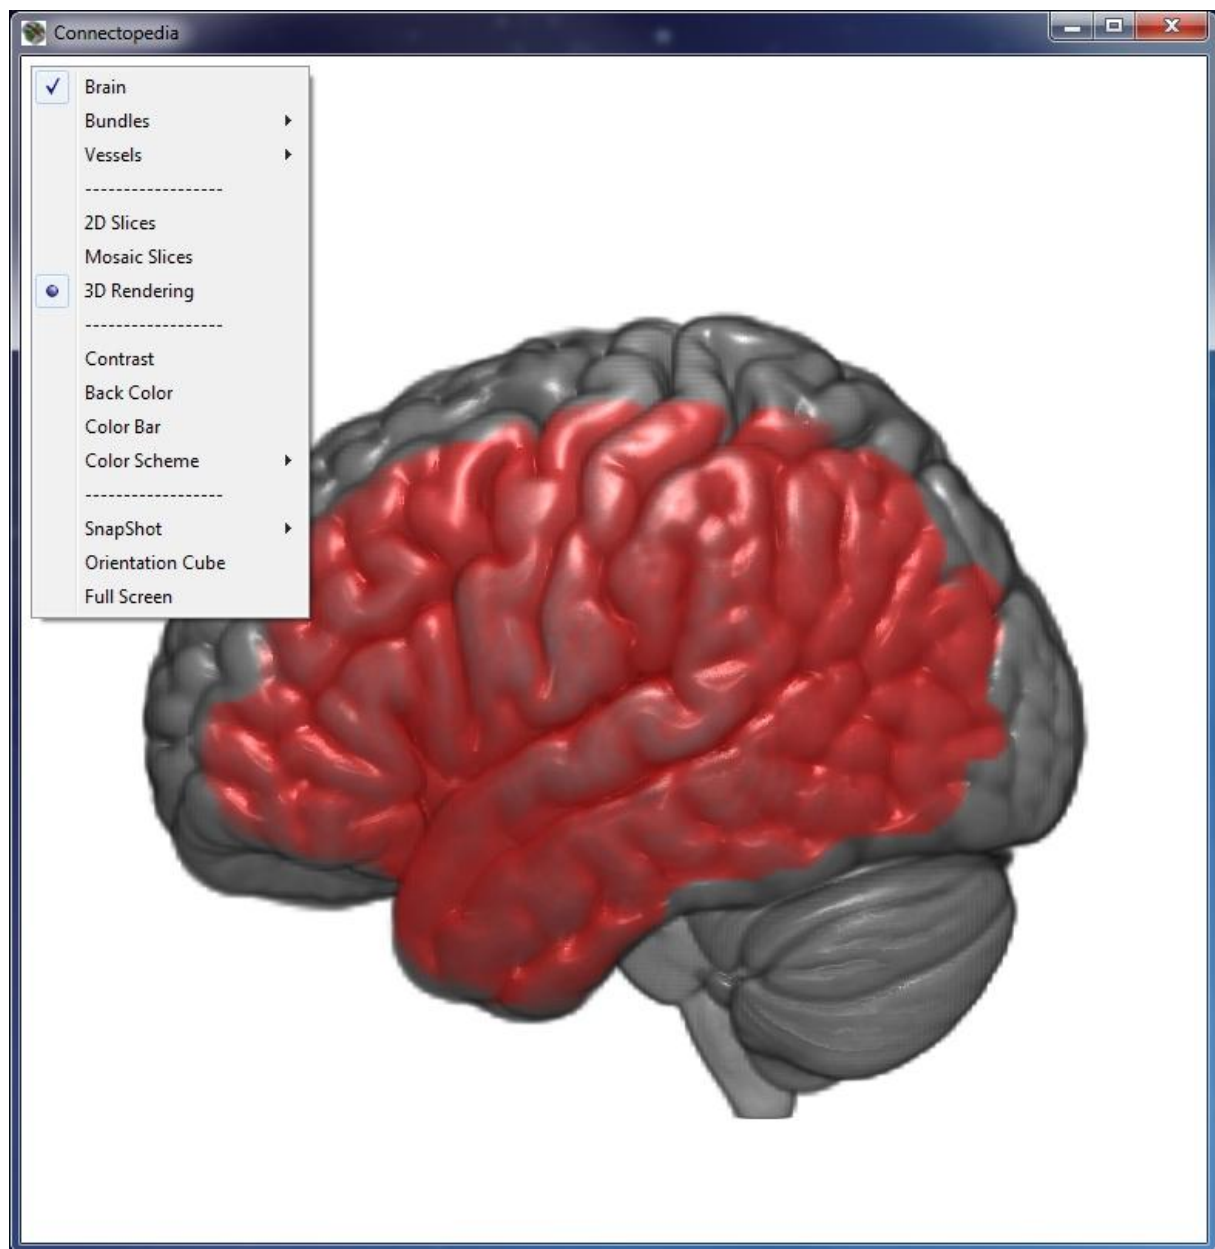 Connectopedia
Brain
Bundles
Vessels
------------------
2D Slices
Mosaic Slices
3D Rendering
------------------
Contrast
Back Color
Color Bar
Color Scheme
------------------
SnapShot
Orientation Cube
Full Screen